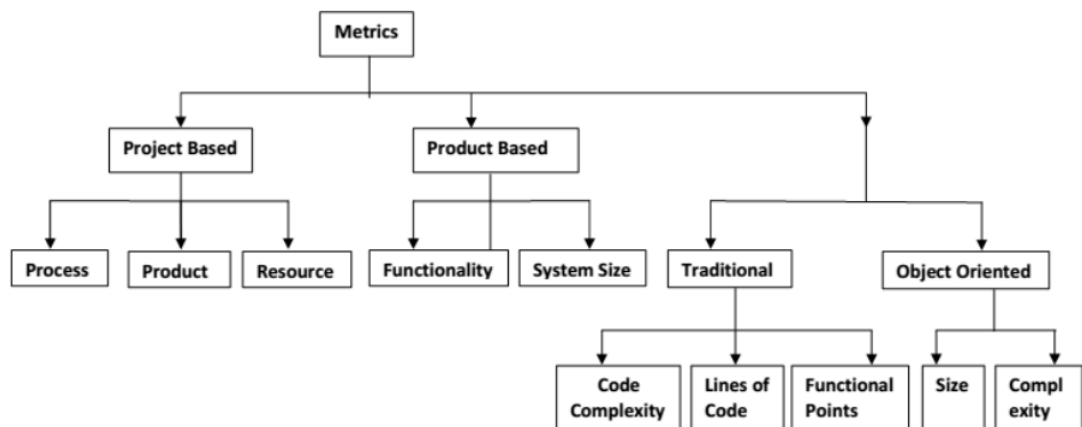 Metrics
Project Based
Product Based
Process
Product
Resource
Functionality
System Size
Traditional
Object Oriented
Code
Complexity
Lines of
Code
Functional
Points
Size
Compl
exity